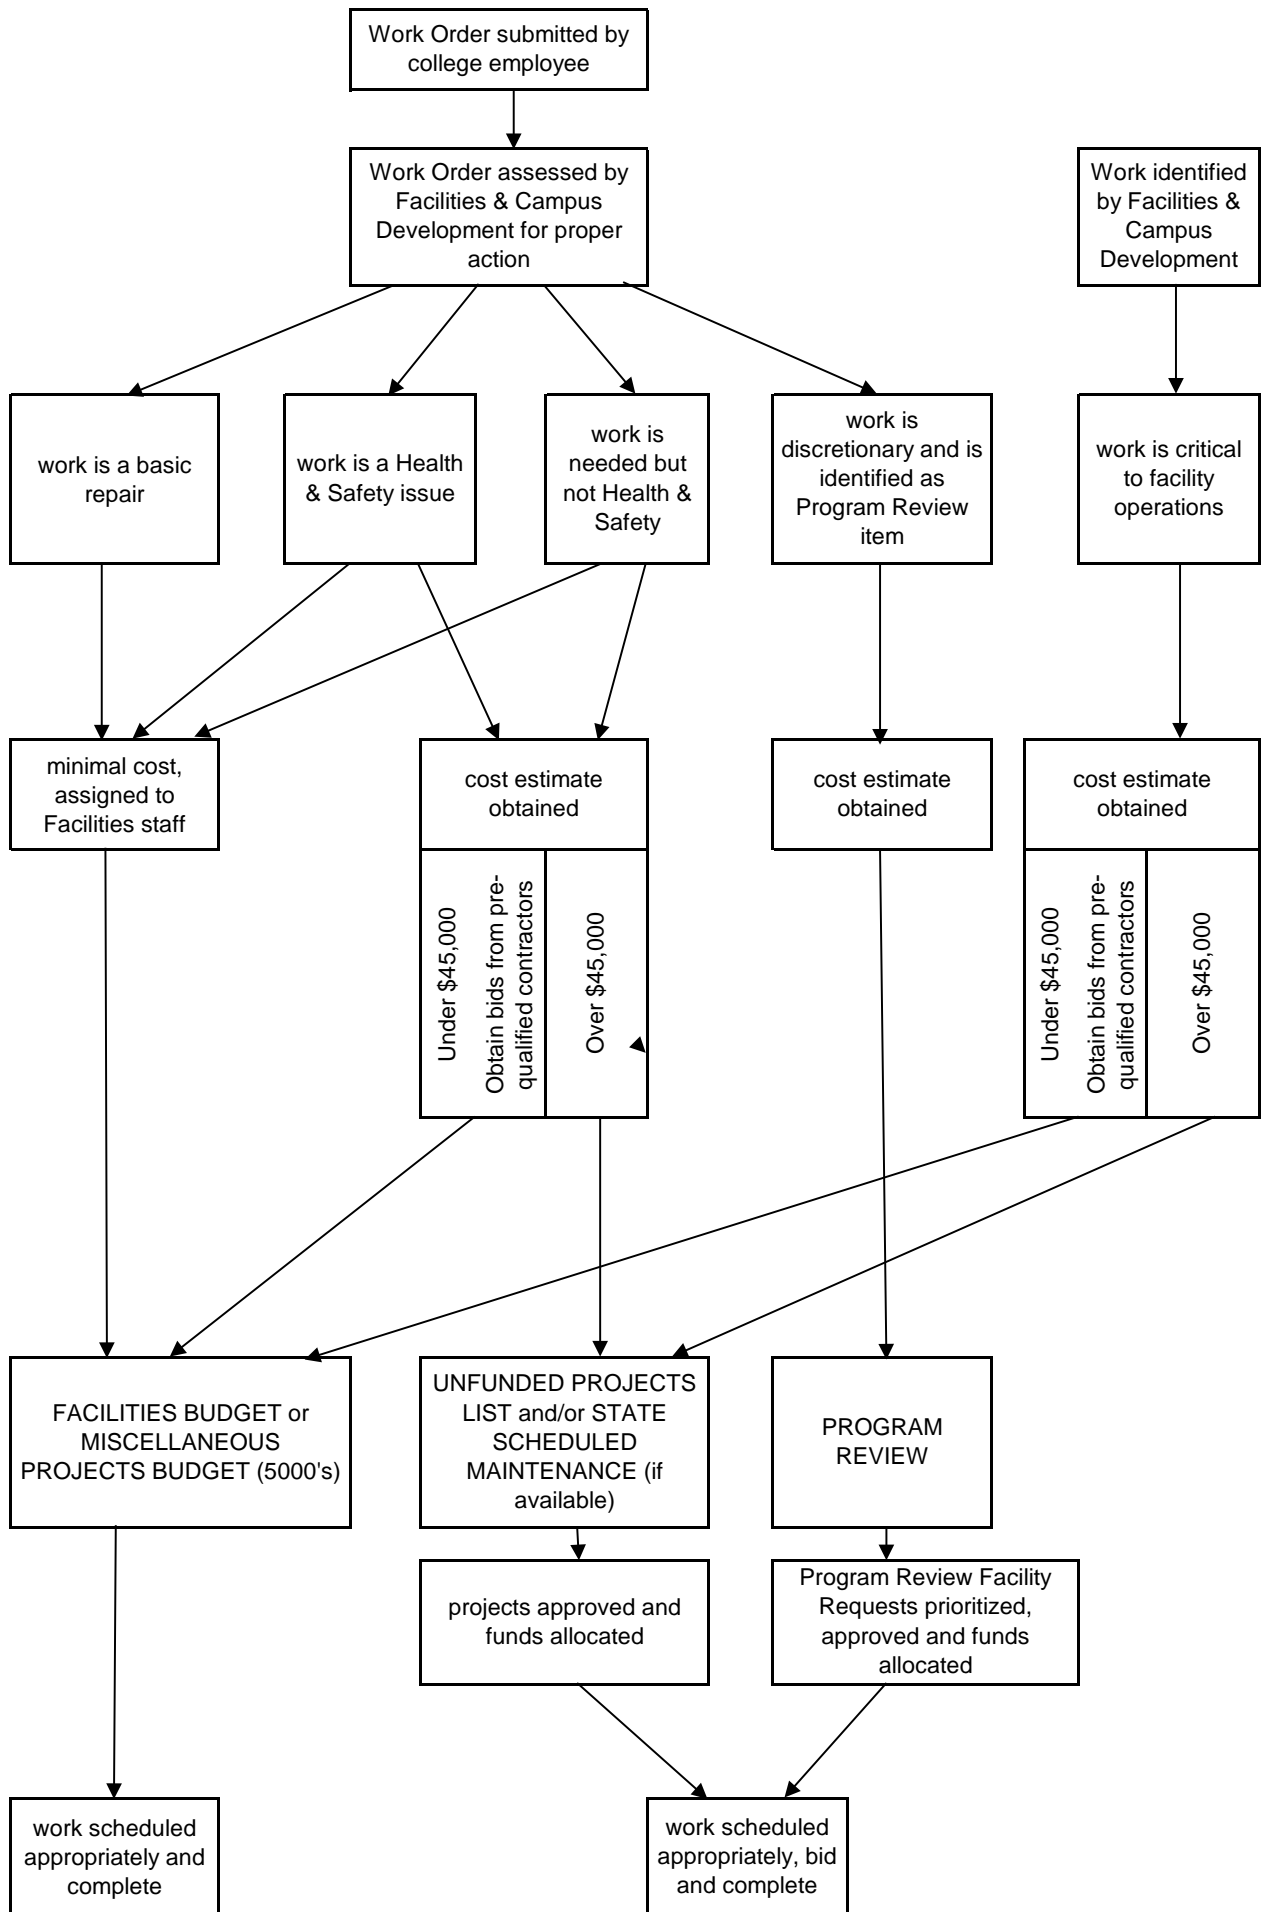 Work Order submitted by
college employee
Work Order assessed by
Facilities & Campus
Development for proper
action
Work identified
by Facilities &
Campus
Development
work is a basic
repair
work is a Health
& Safety issue
work is
needed but
not Health &
Safety
work is
discretionary and is
identified as
Program Review
item
work is critical
to facility
operations
minimal cost,
assigned to
Facilities staff
cost estimate
obtained
cost estimate
obtained
cost estimate
obtained
Under $45,000
Obtain bids from pre-
qualified contractors
Over $45,000
Under $45,000
Obtain bids from pre-
qualified contractors
Over $45,000
FACILITIES BUDGET or
MISCELLANEOUS
PROJECTS BUDGET (5000's)
UNFUNDED PROJECTS
LIST and/or STATE
SCHEDULED
MAINTENANCE (if
available)
PROGRAM
REVIEW
projects approved and
funds allocated
Program Review Facility
Requests prioritized,
approved and funds
allocated
work scheduled
appropriately and
complete
work scheduled
appropriately, bid
and complete